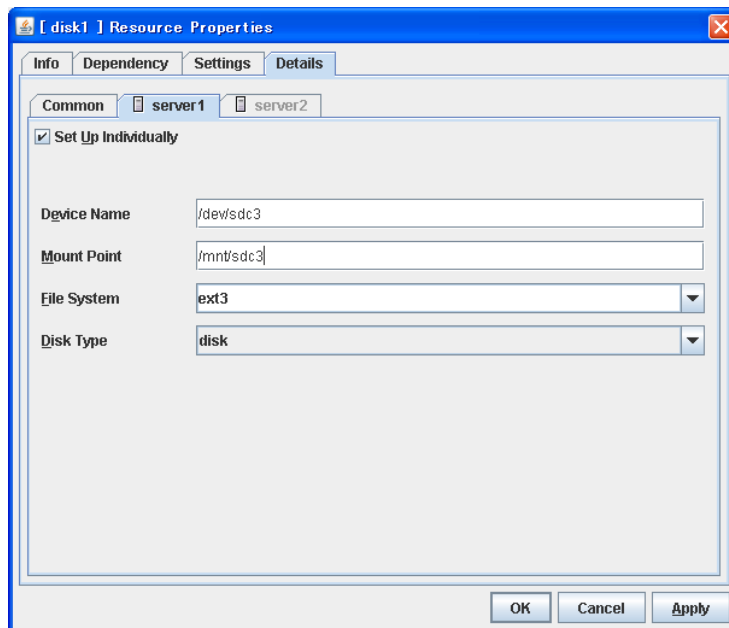 [ disk1 ] Resource Properties
Info Dependency Settings Details
Common server1 server2
Set Up Individually
Device Name /dev/sdc3
Mount Point /mnt/sdc3
File System ext3
Disk Type disk
OK Cancel Apply